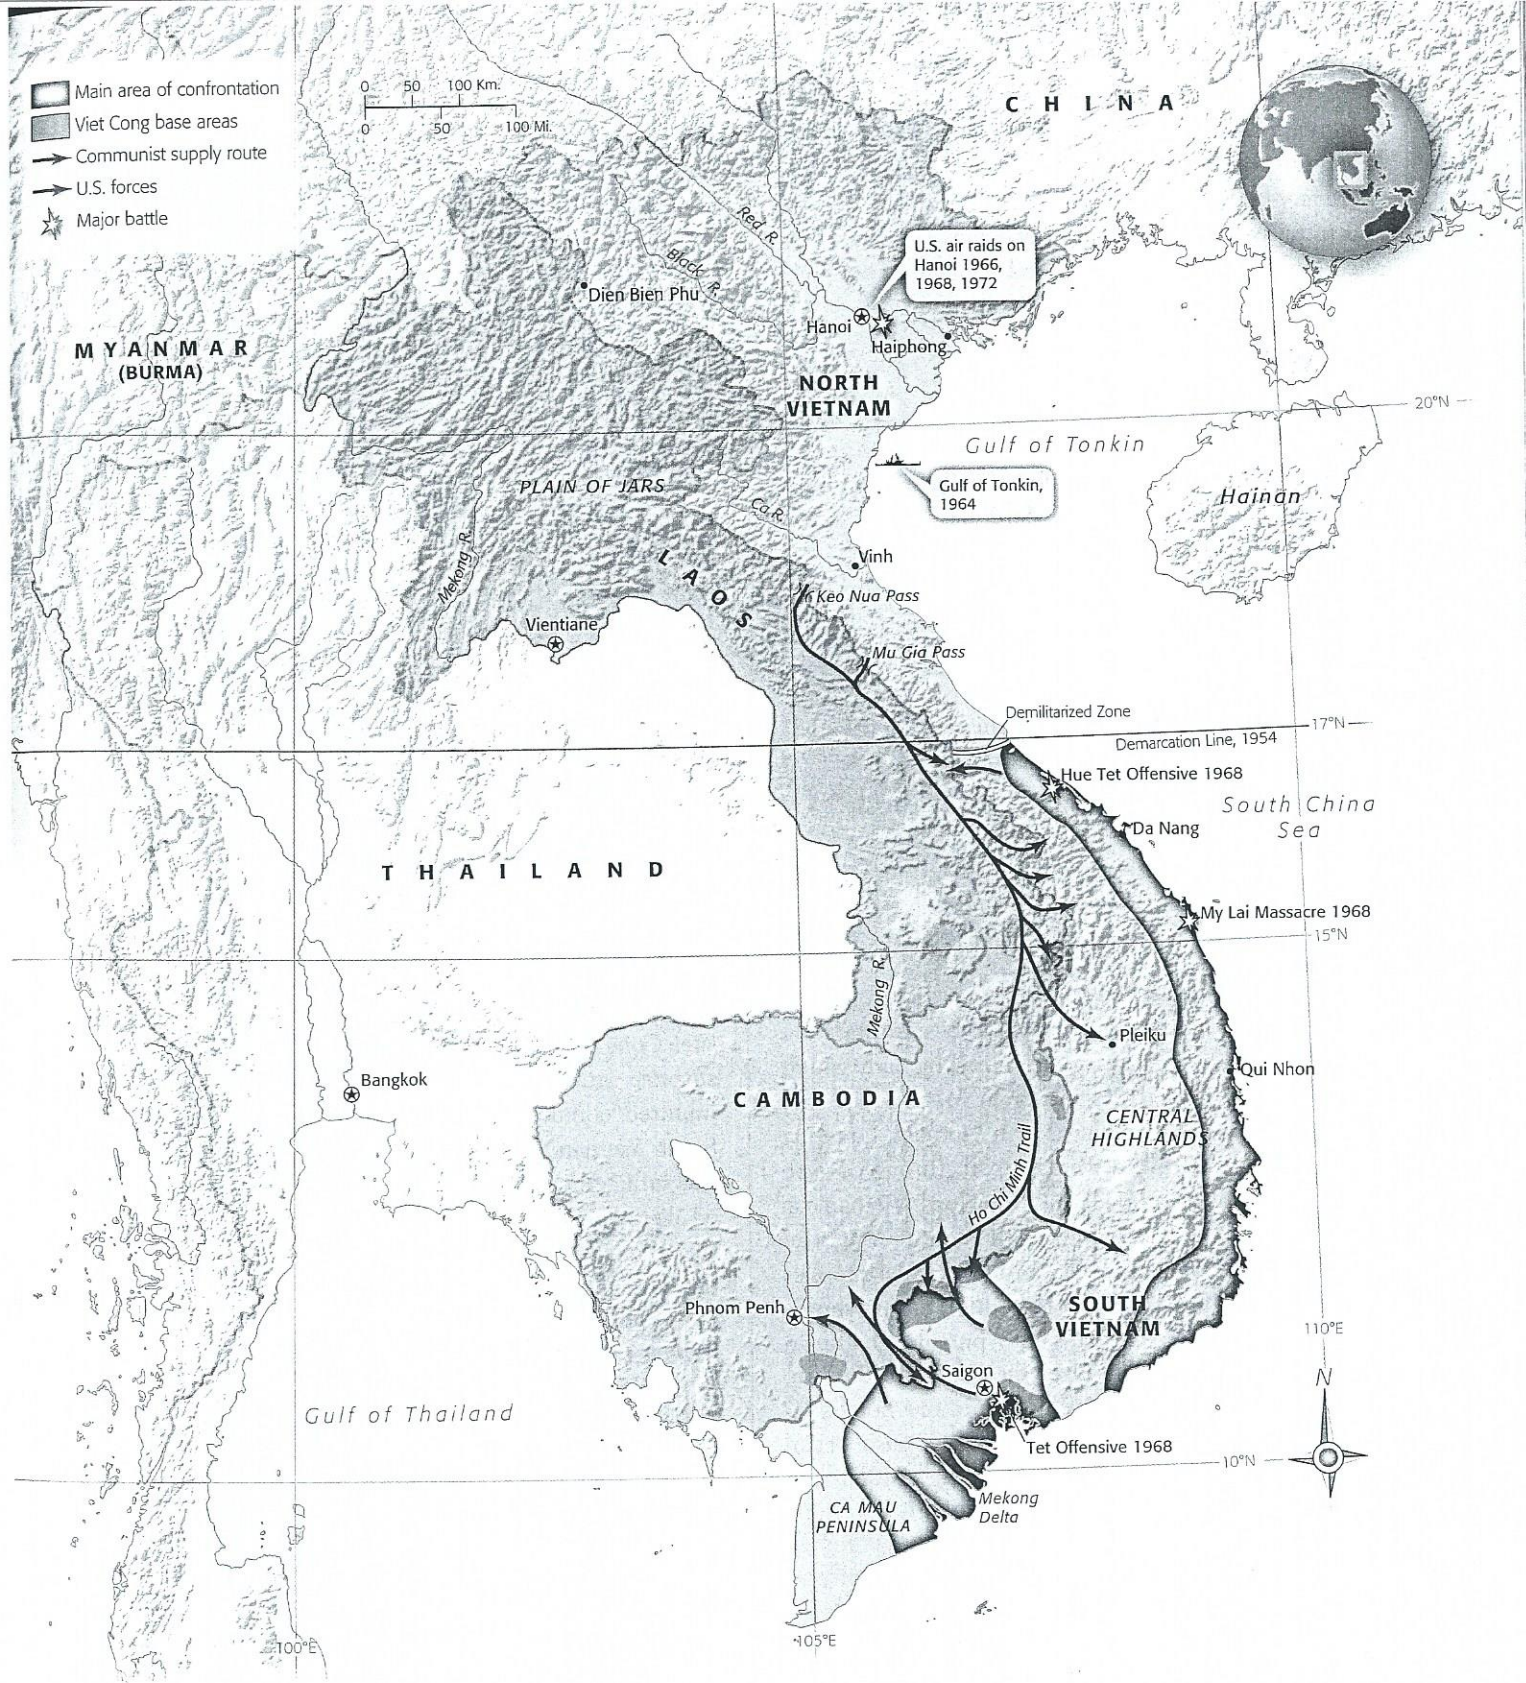 Main area of confrontation
Viet Cong base areas
Communist supply route
U.S. forces
Major battle
0 50 100 Km.
0 50 100 Mi.
CHINA
Red R.
Black R.
U.S. air raids on
Hanoi 1966,
1968, 1972
Dien Bien Phu
Hanoi
Haiphong
MYANMAR
(BURMA)
NORTH
VIETNAM
20°N
Gulf of Tonkin
PLAIN OF JARS
Gulf of Tonkin,
1964
Hainan
Ca R.
Mekong R.
LAOS
Vinh
Keo Nua Pass
Vientiane
Mu Gia Pass
Demilitarized Zone
17°N
Demarcation Line, 1954
Hue Tet Offensive 1968
South China
Sea
Da Nang
THAILAND
My Lai Massacre 1968
15°N
Mekong R.
Pleiku
Bangkok
Qui Nhon
CAMBODIA
CENTRAL
HIGHLANDS
Ho Chi Minh Trail
Phnom Penh
SOUTH
VIETNAM
110°E
Saigon
N
Gulf of Thailand
Tet Offensive 1968
10°N
Mekong
Delta
CA MAU
PENINSULA
100°E
105°E